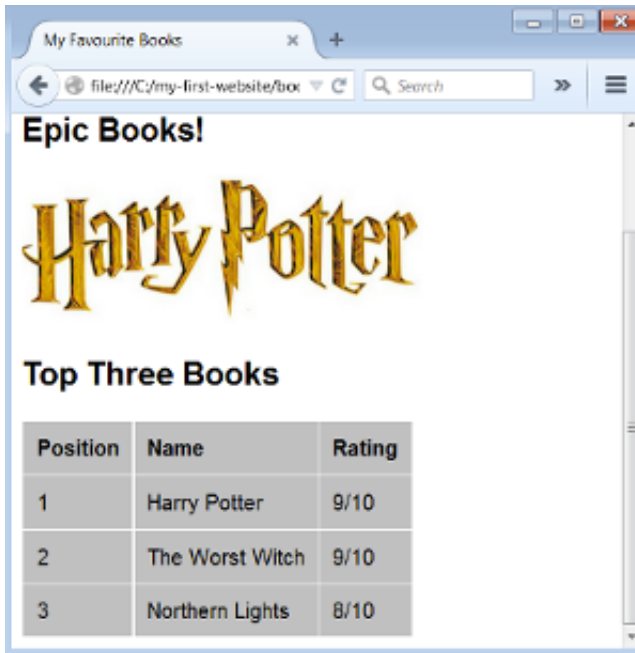 My Favourite Books
file:///C:/my-first-website/box
Search
Epic Books!
Harry Potter
Top Three Books
Position Name Rating
1 Harry Potter 9/10
2 The Worst Witch 9/10
3 Northern Lights 8/10